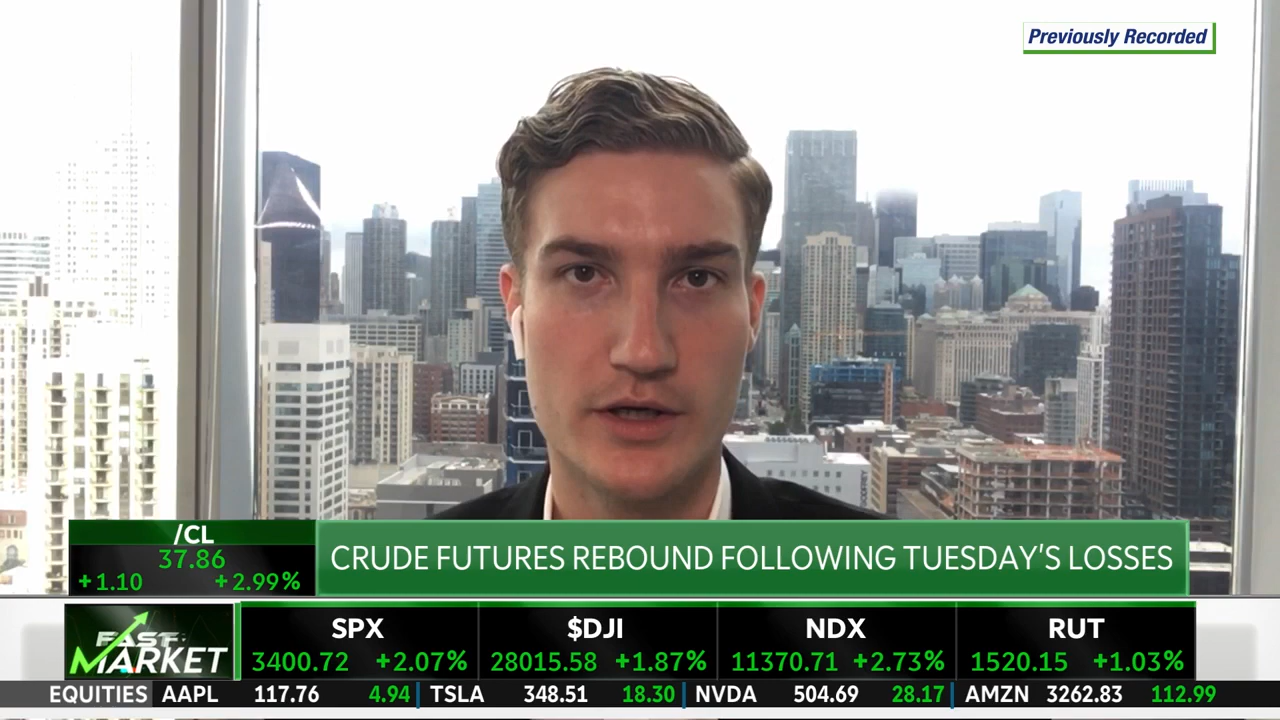 Previously Recorded
/CL
37.86
+1.10 +2.99%
CRUDE FUTURES REBOUND FOLLOWING TUESDAY'S LOSSES
FAST
MARKET
SPX
3400.72 +2.07%
$DJI
28015.58 +1.87%
NDX
11370.71 +2.73%
RUT
1520.15 +1.03%
EQUITIES AAPL 117.76 4.94 TSLA 348.51 18.30 NVDA 504.69 28.17 AMZN 3262.83 112.99
GODFREY